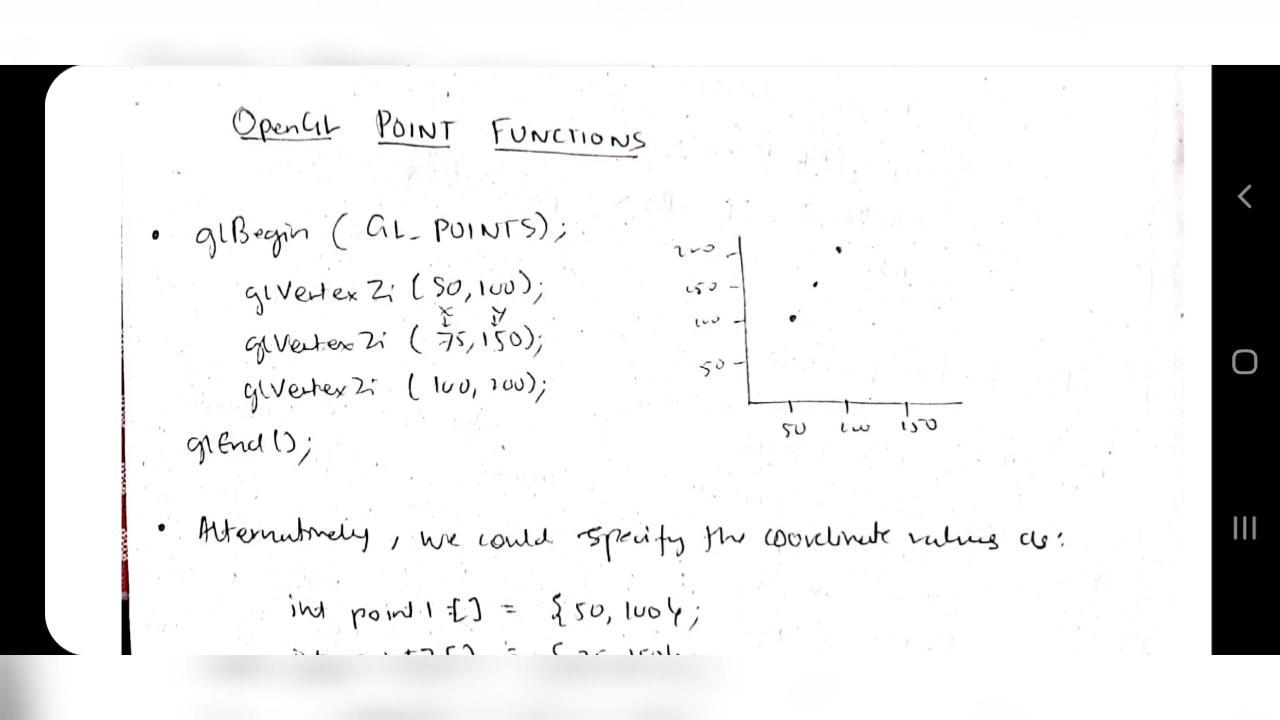 OpenGL POINT FUNCTIONS
• glBegin ( GL_POINTS);
glVertex2i ( 50,100);
x y
glVertex2i ( 75,150);
glVertex2i ( 100, 200);
glEnd();
200
150
100
50
50 100 150
• Alternatively, we could specify the coordinate values as:
int point1 [] = {50, 100};